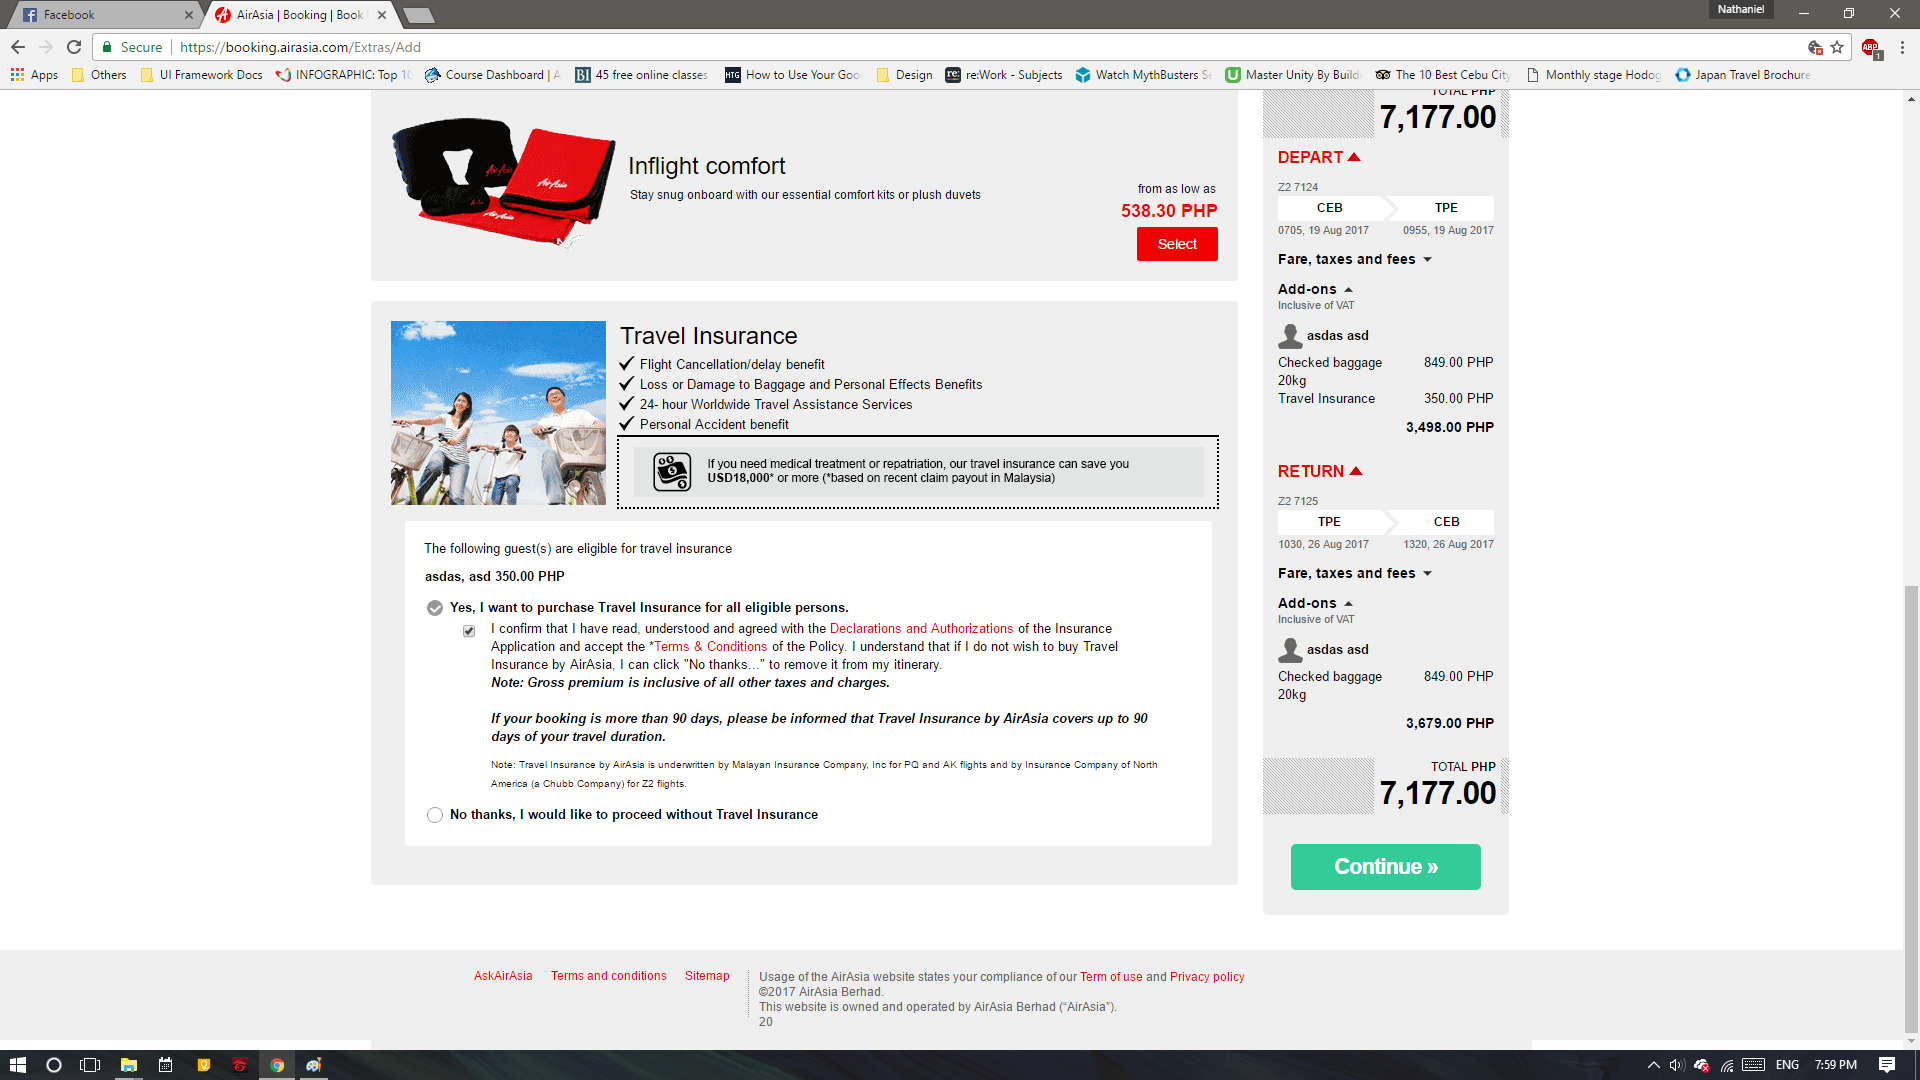 Facebook
AirAsia | Booking | Book
Nathaniel
Secure
https://booking.airasia.com/Extras/Add
ABP
1
Apps
Others
UI Framework Docs
INFOGRAPHIC: Top 10
Course Dashboard | A
BI
45 free online classes
HTG
How to Use Your Goo
Design
re:
re:Work - Subjects
Watch MythBusters Se
Master Unity By Buildi
The 10 Best Cebu City
Monthly stage Hodog
Japan Travel Brochure
Inflight comfort
Stay snug onboard with our essential comfort kits or plush duvets
from as low as
538.30 PHP
Select
AirAsia
AirAsia
Travel Insurance
Flight Cancellation/delay benefit
Loss or Damage to Baggage and Personal Effects Benefits
24- hour Worldwide Travel Assistance Services
Personal Accident benefit
If you need medical treatment or repatriation, our travel insurance can save you
USD18,000* or more (*based on recent claim payout in Malaysia)
The following guest(s) are eligible for travel insurance
asdas, asd 350.00 PHP
Yes, I want to purchase Travel Insurance for all eligible persons.
I confirm that I have read, understood and agreed with the Declarations and Authorizations of the Insurance
Application and accept the *Terms & Conditions of the Policy. I understand that if I do not wish to buy Travel
Insurance by AirAsia, I can click "No thanks..." to remove it from my itinerary.
Note: Gross premium is inclusive of all other taxes and charges.
If your booking is more than 90 days, please be informed that Travel Insurance by AirAsia covers up to 90
days of your travel duration.
Note: Travel Insurance by AirAsia is underwritten by Malayan Insurance Company, Inc for PQ and AK flights and by Insurance Company of North
America (a Chubb Company) for Z2 flights.
No thanks, I would like to proceed without Travel Insurance
TOTAL PHP
7,177.00
DEPART
Z2 7124
CEB TPE
0705, 19 Aug 2017 0955, 19 Aug 2017
Fare, taxes and fees
Add-ons
Inclusive of VAT
asdas asd
Checked baggage 849.00 PHP
20kg
Travel Insurance 350.00 PHP
3,498.00 PHP
RETURN
Z2 7125
TPE CEB
1030, 26 Aug 2017 1320, 26 Aug 2017
Fare, taxes and fees
Add-ons
Inclusive of VAT
asdas asd
Checked baggage 849.00 PHP
20kg
3,679.00 PHP
TOTAL PHP
7,177.00
Continue »
AskAirAsia Terms and conditions Sitemap
Usage of the AirAsia website states your compliance of our Term of use and Privacy policy
©2017 AirAsia Berhad.
This website is owned and operated by AirAsia Berhad (“AirAsia”).
20
ENG
7:59 PM